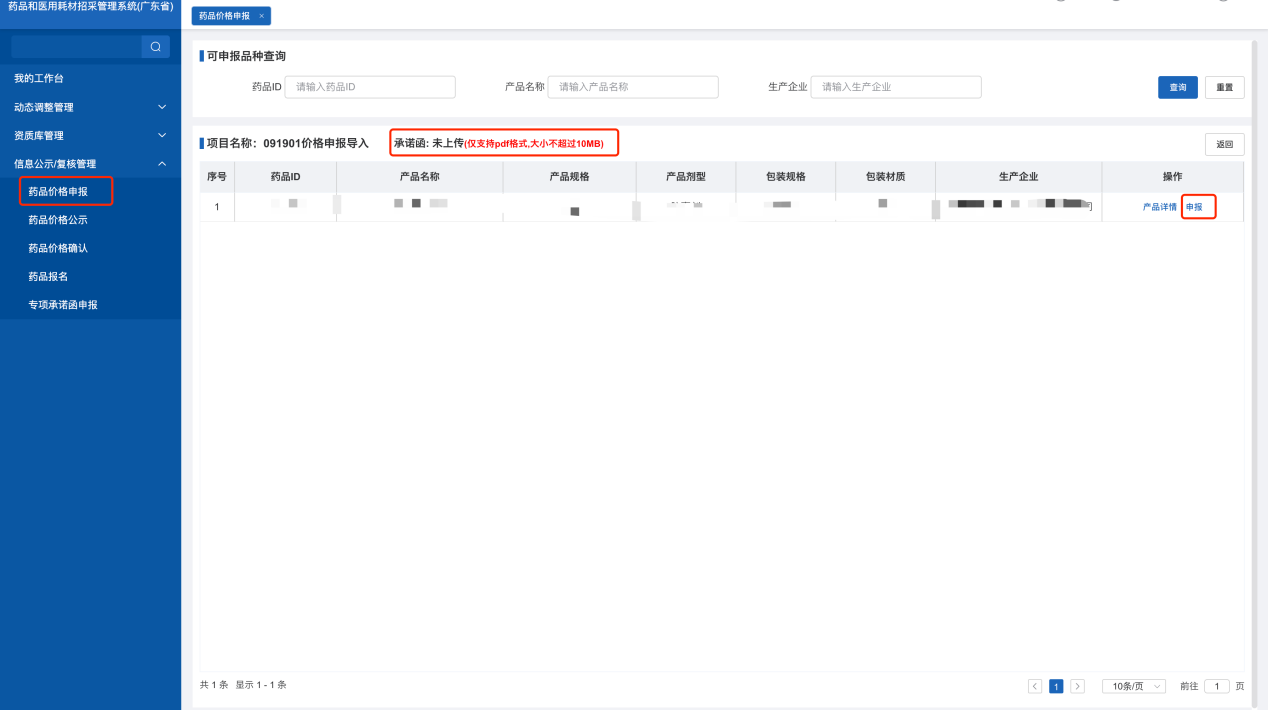 药品和医用耗材招采管理系统(广东省)
药品价格申报 ×
我的工作台
动态调整管理
资质库管理
信息公示/复核管理
药品价格申报
药品价格公示
药品价格确认
药品报名
专项承诺函申报
可申报品种查询
药品ID 请输入药品ID 产品名称 请输入产品名称 生产企业 请输入生产企业 查询 重置
项目名称: 091901价格申报导入 承诺函: 未上传(仅支持pdf格式,大小不超过10MB) 返回
序号 药品ID 产品名称 产品规格 产品剂型 包装规格 包装材质 生产企业 操作
1 产品详情 申报
共 1 条 显示 1 - 1 条 1 10条/页 前往 1 页